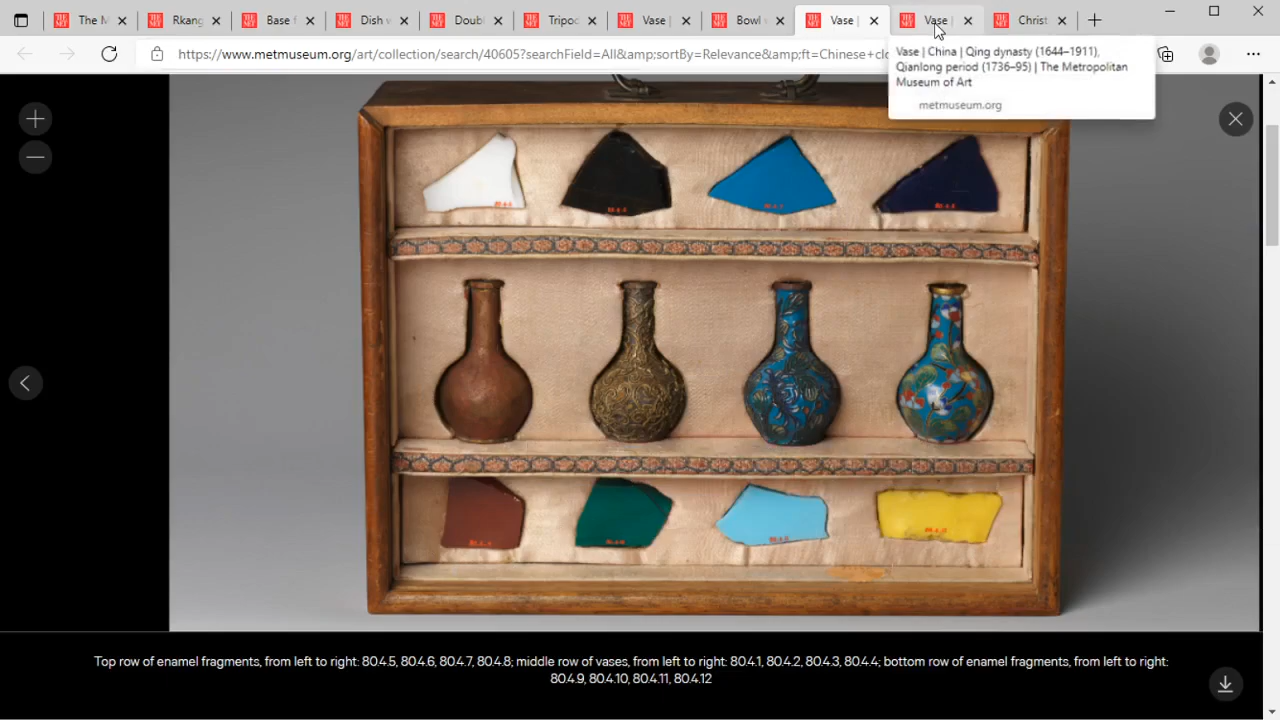 The M
Rkang
Base f
Dish w
Doubl
Tripoc
Vase |
Bowl w
Vase |
Vase |
Christ
https://www.metmuseum.org/art/collection/search/40605?searchField=All&amp;sortBy=Relevance&amp;ft=Chinese+clo
Vase | China | Qing dynasty (1644–1911),
Qianlong period (1736–95) | The Metropolitan
Museum of Art
metmuseum.org
Top row of enamel fragments, from left to right: 80.4.5, 80.4.6, 80.4.7, 80.4.8; middle row of vases, from left to right: 80.4.1, 80.4.2, 80.4.3, 80.4.4; bottom row of enamel fragments, from left to right:
80.4.9, 80.4.10, 80.4.11, 80.4.12